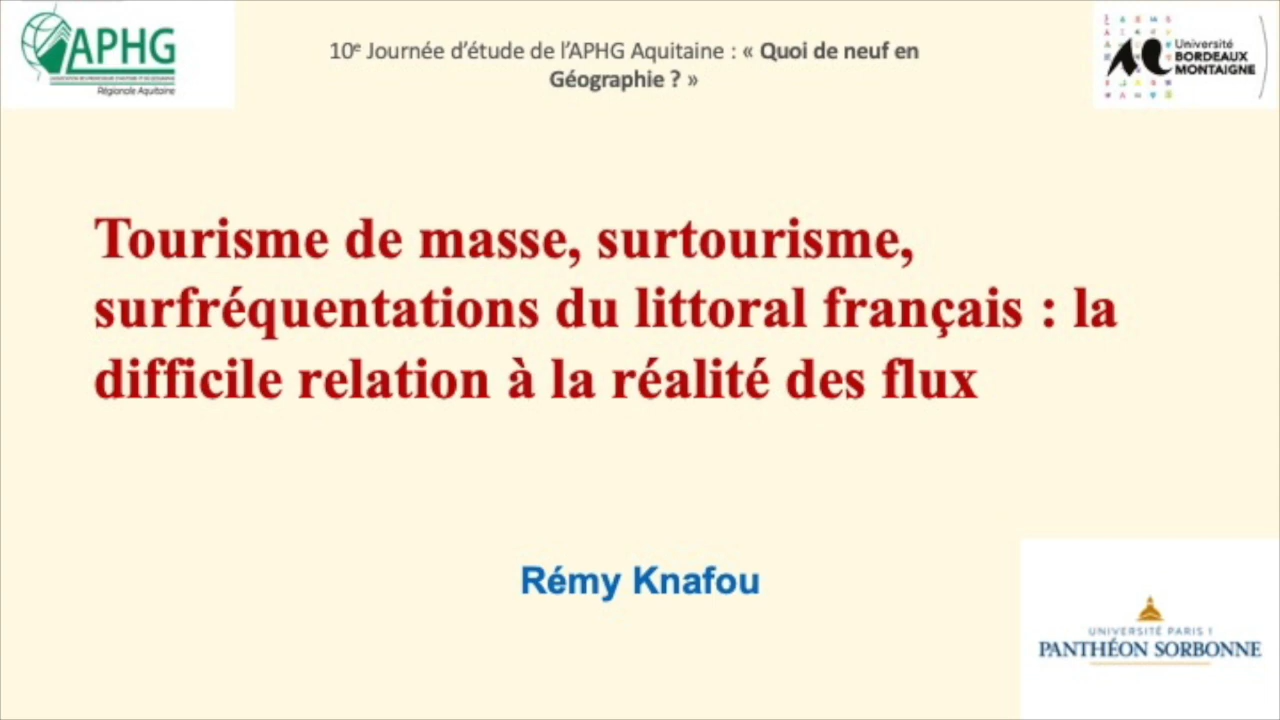 APHG
Régionale Aquitaine
10e Journée d’étude de l’APHG Aquitaine : « Quoi de neuf en
Géographie ? »
Université
BORDEAUX
MONTAIGNE
Tourisme de masse, surtourisme,
surfréquentations du littoral français : la
difficile relation à la réalité des flux
Rémy Knafou
UNIVERSITÉ PARIS 1
PANTHÉON SORBONNE